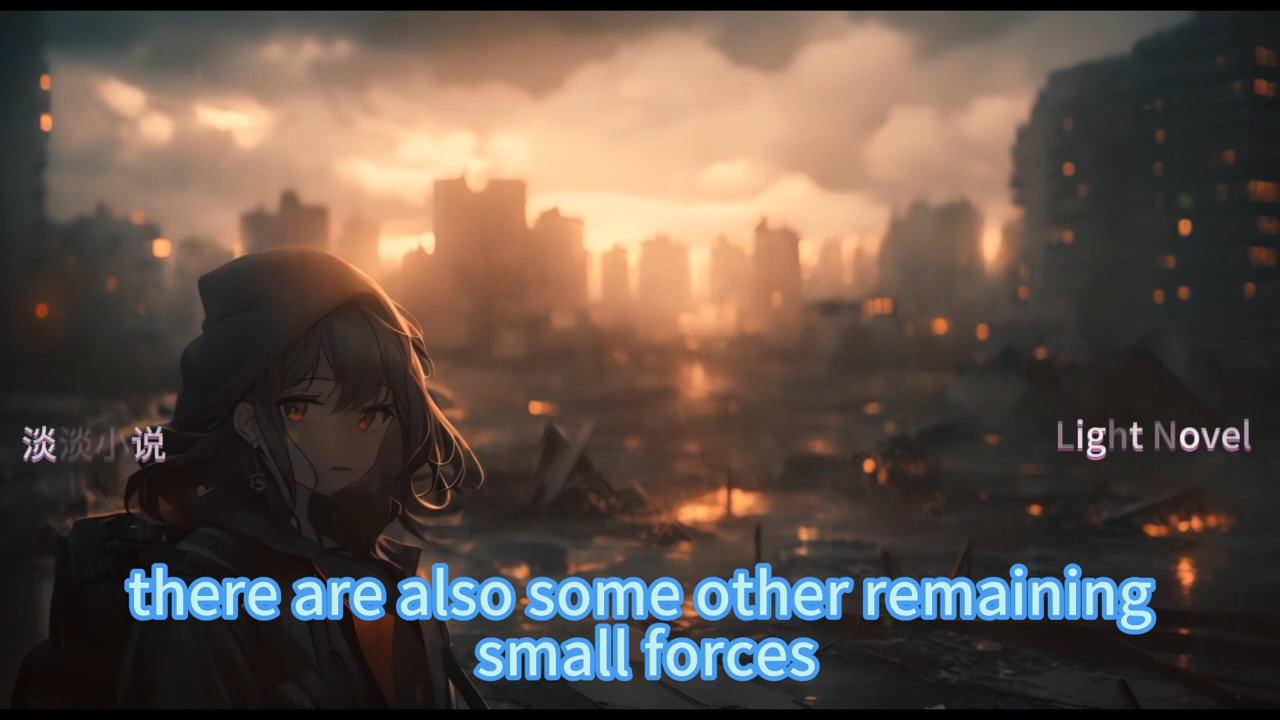 淡淡小说
Light Novel
there are also some other remaining
small forces